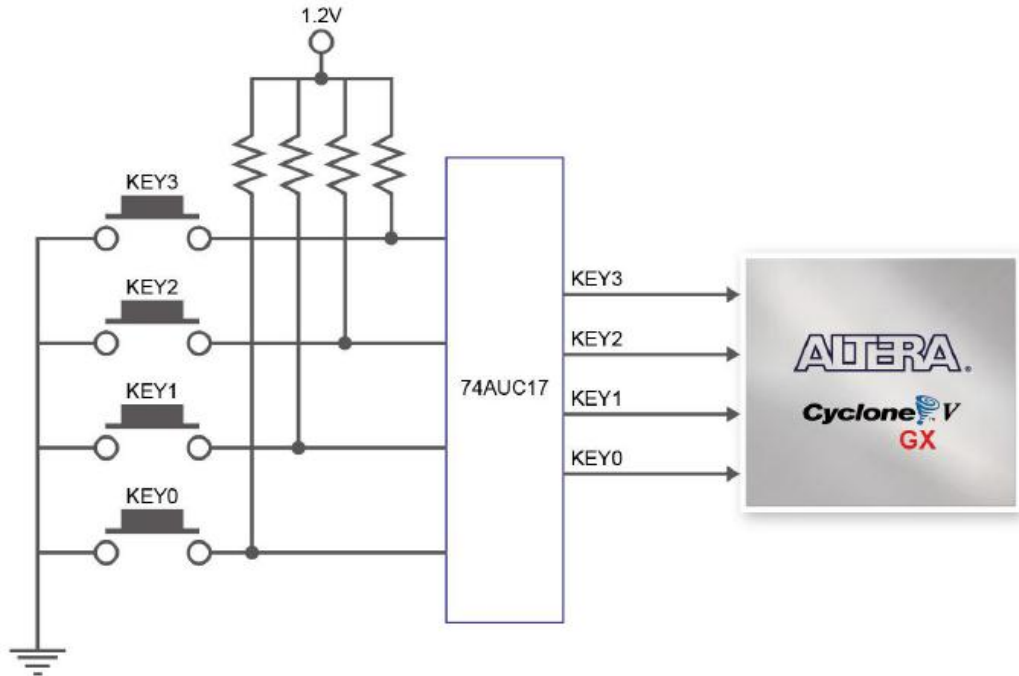 1.2V
KEY3
KEY2
KEY1
KEY0
74AUC17
KEY3
KEY2
KEY1
KEY0
ALTERA.
Cyclone V
GX